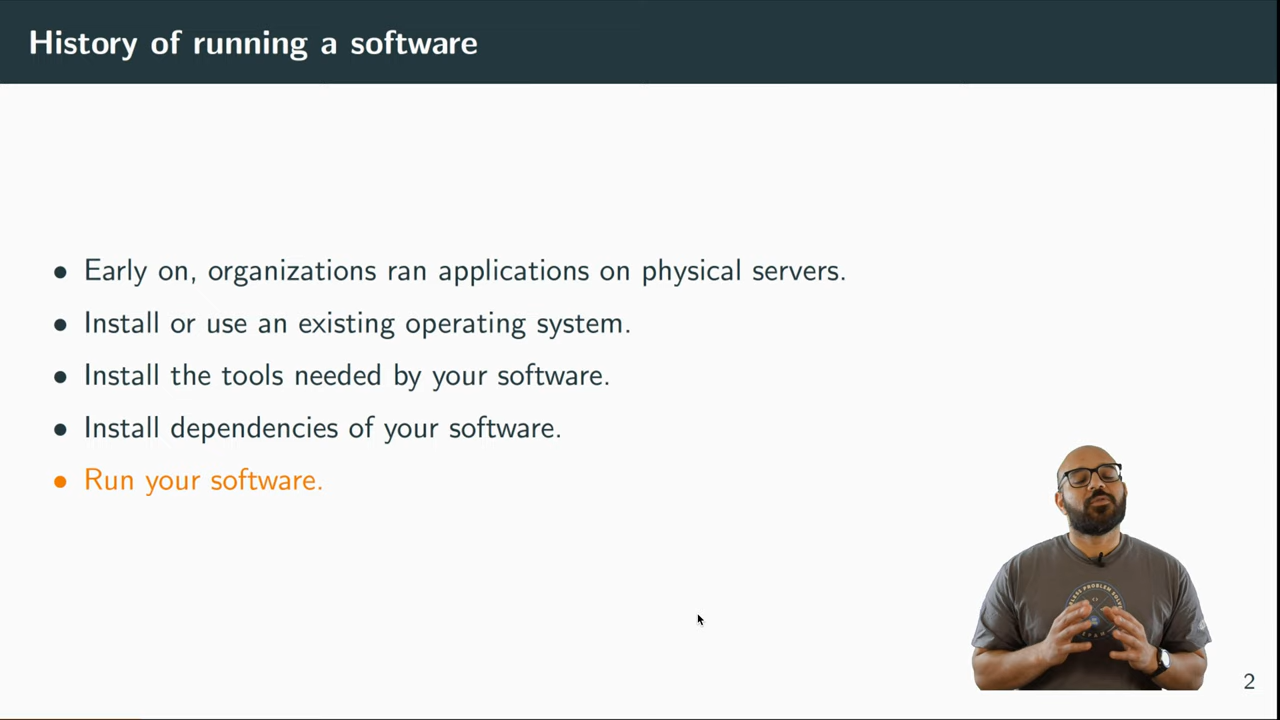 History of running a software
• Early on, organizations ran applications on physical servers.
• Install or use an existing operating system.
• Install the tools needed by your software.
• Install dependencies of your software.
• Run your software.
2